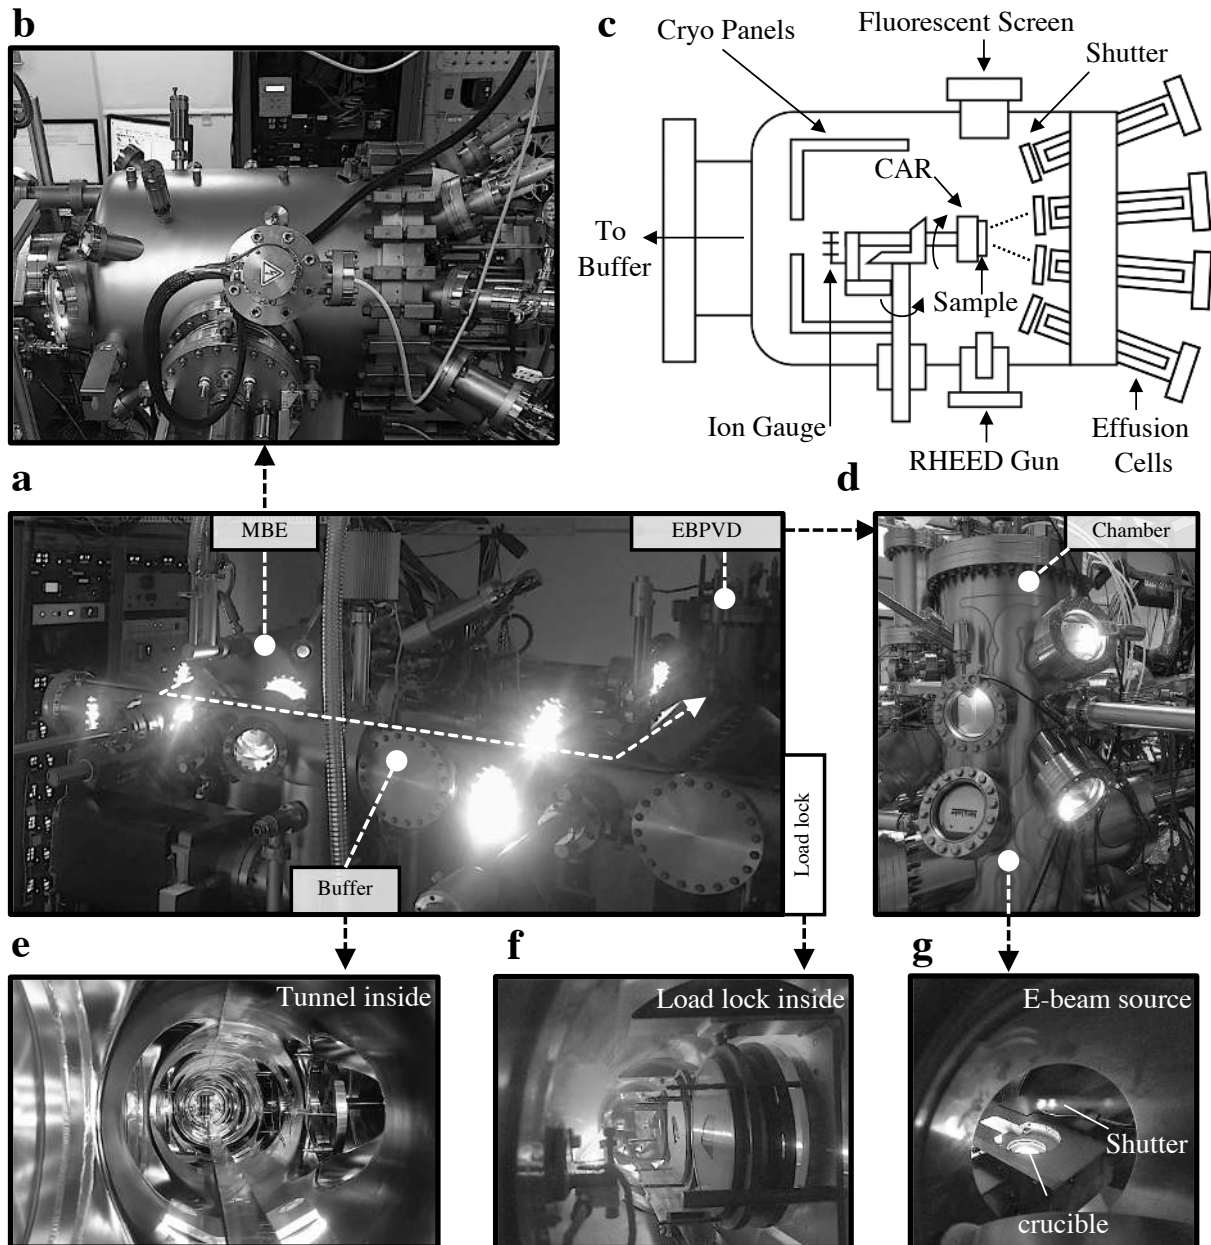 b
c
Fluorescent Screen
Cryo Panels
Shutter
CAR
To
Buffer
Sample
Ion Gauge
RHEED Gun
Effusion
Cells
a
d
MBE
EBPVD
Chamber
Load lock
Buffer
e
f
g
Tunnel inside
Load lock inside
E-beam source
Shutter
crucible